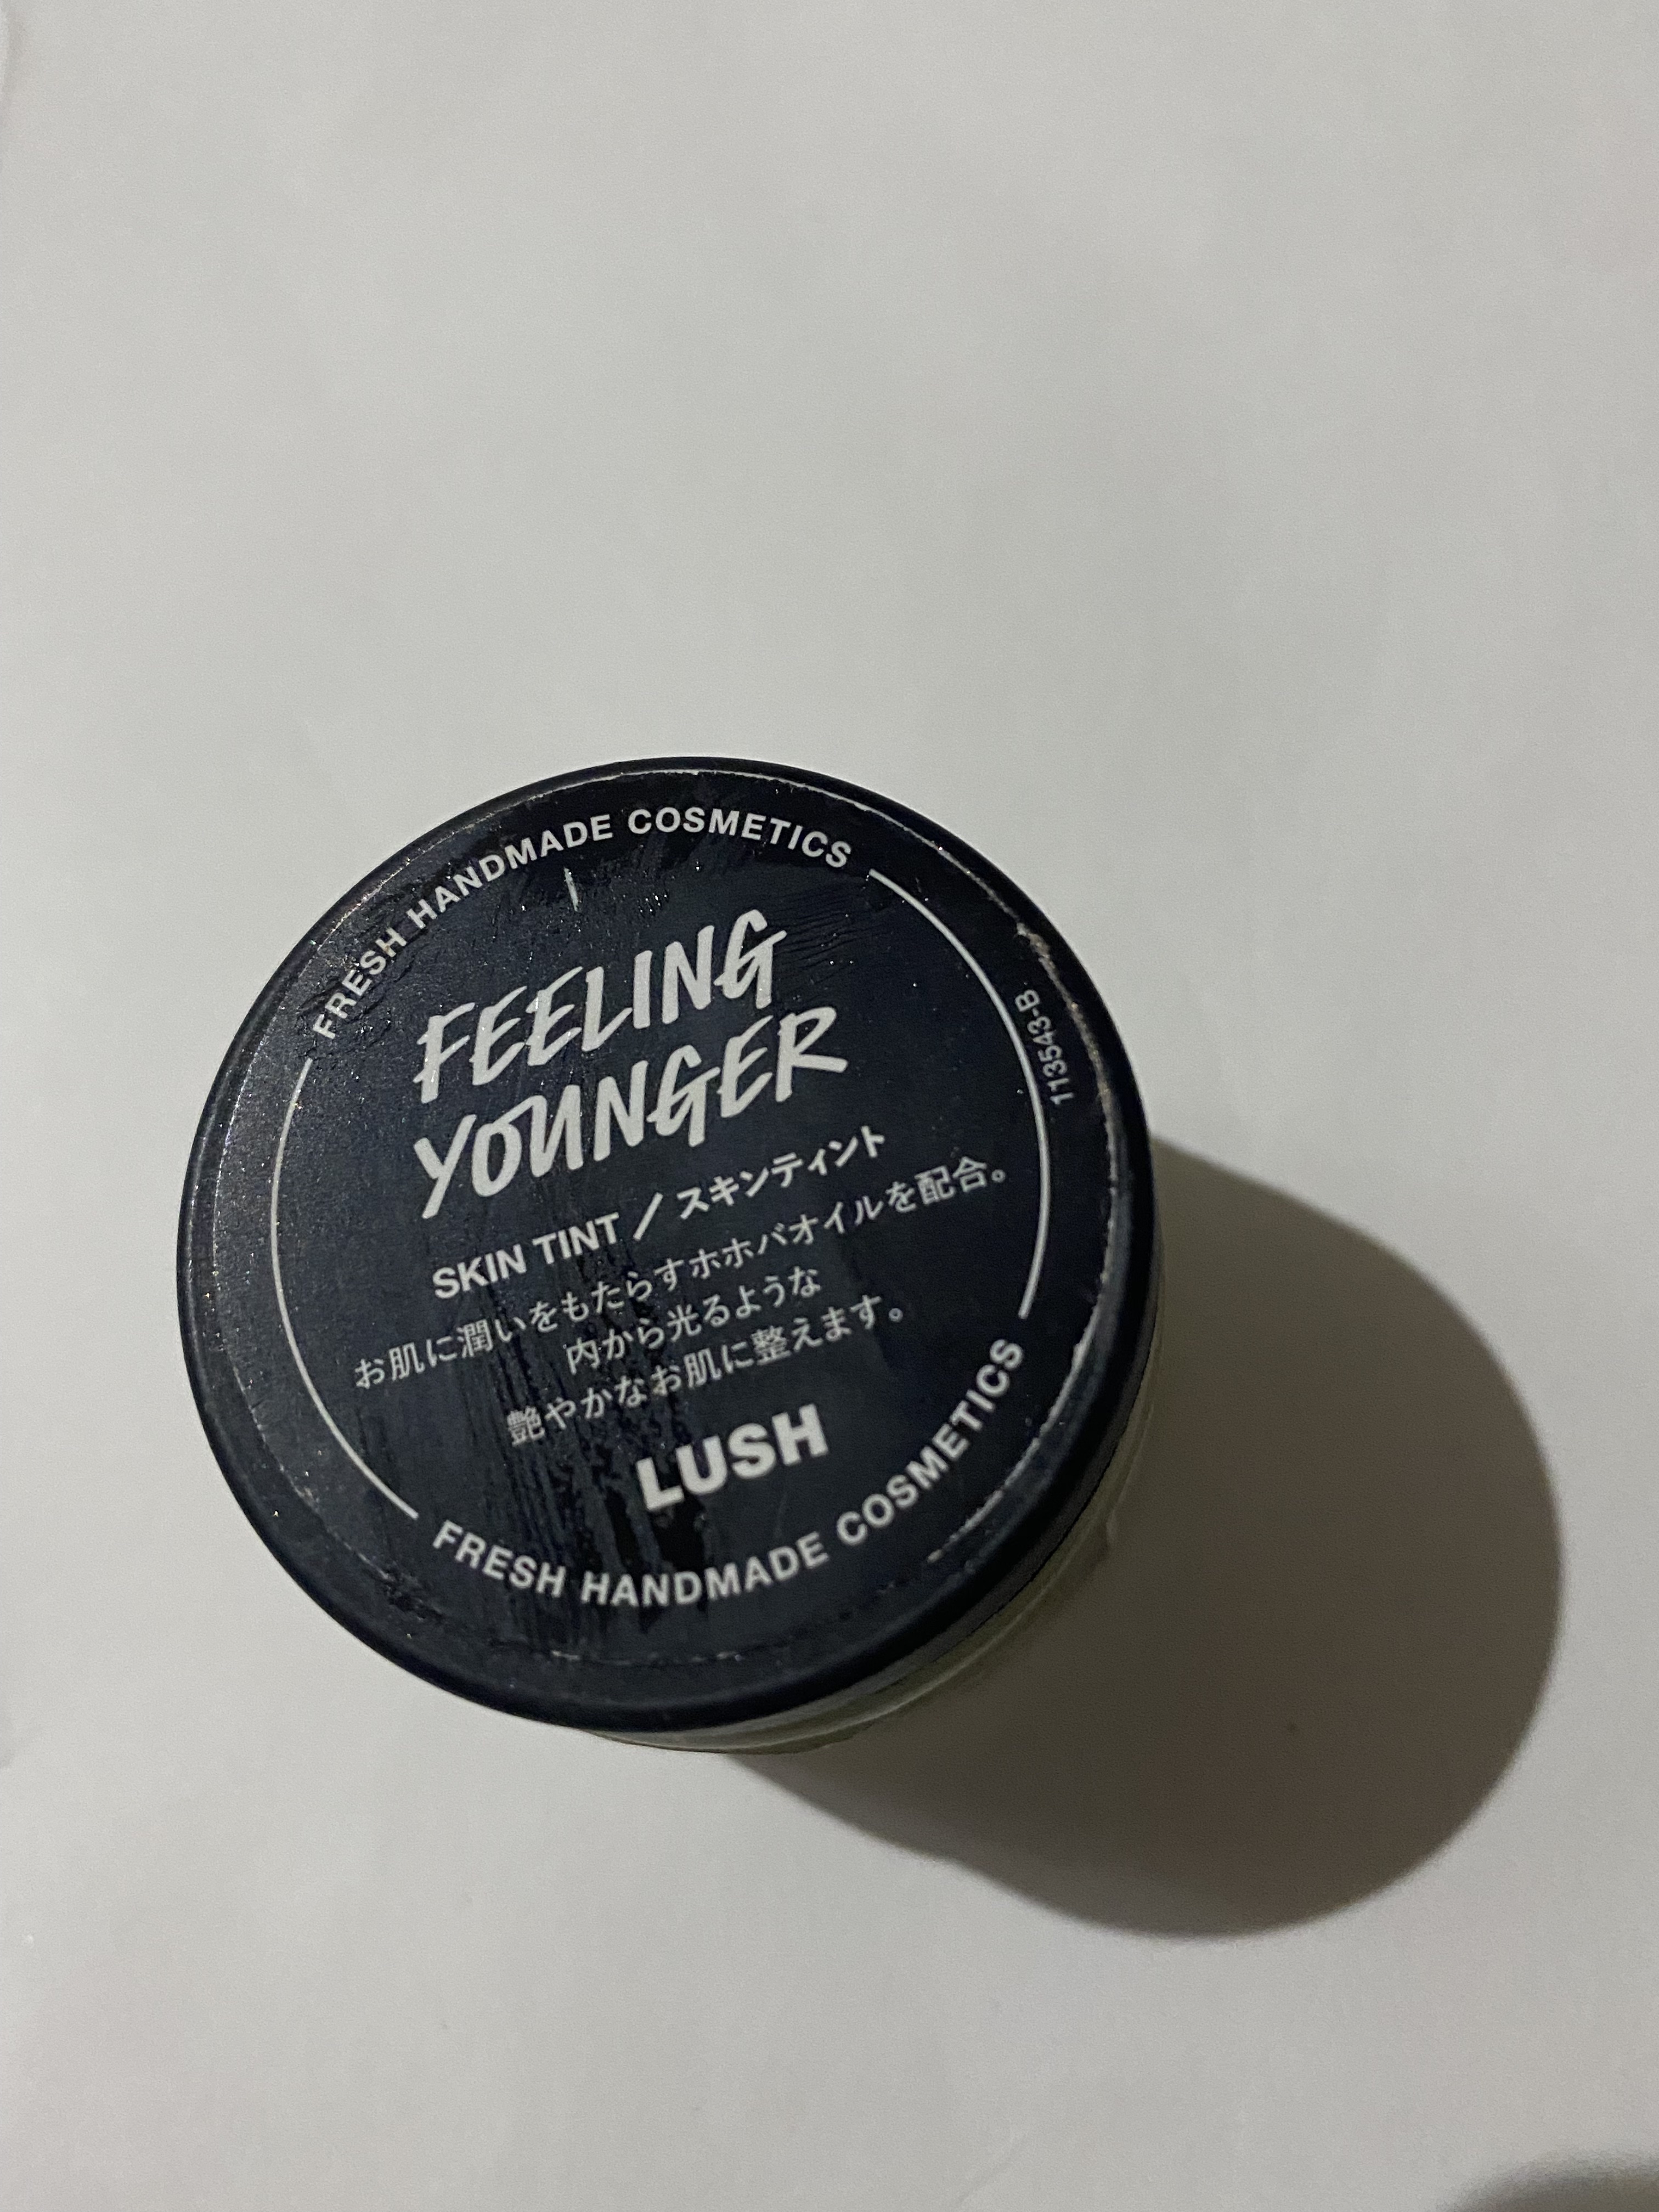 FRESH HANDMADE COSMETICS
FEELING
YOUNGER
SKIN TINT / スキンティント
お肌に潤いをもたらすホホバオイルを配合。
内から光るような
艶やかなお肌に整えます。
LUSH
FRESH HANDMADE COSMETICS
113543-B